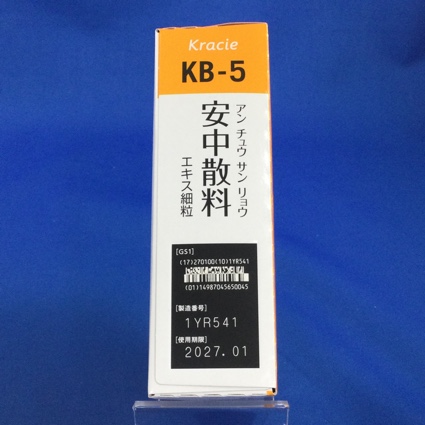 Kracie
KB-5
安中散料
アンチュウサンリョウ
エキス細粒
[GS1]
(17)270100(10)1YR541
(01)14987045650045
[製造番号]
1YR541
[使用期限]
2027.01